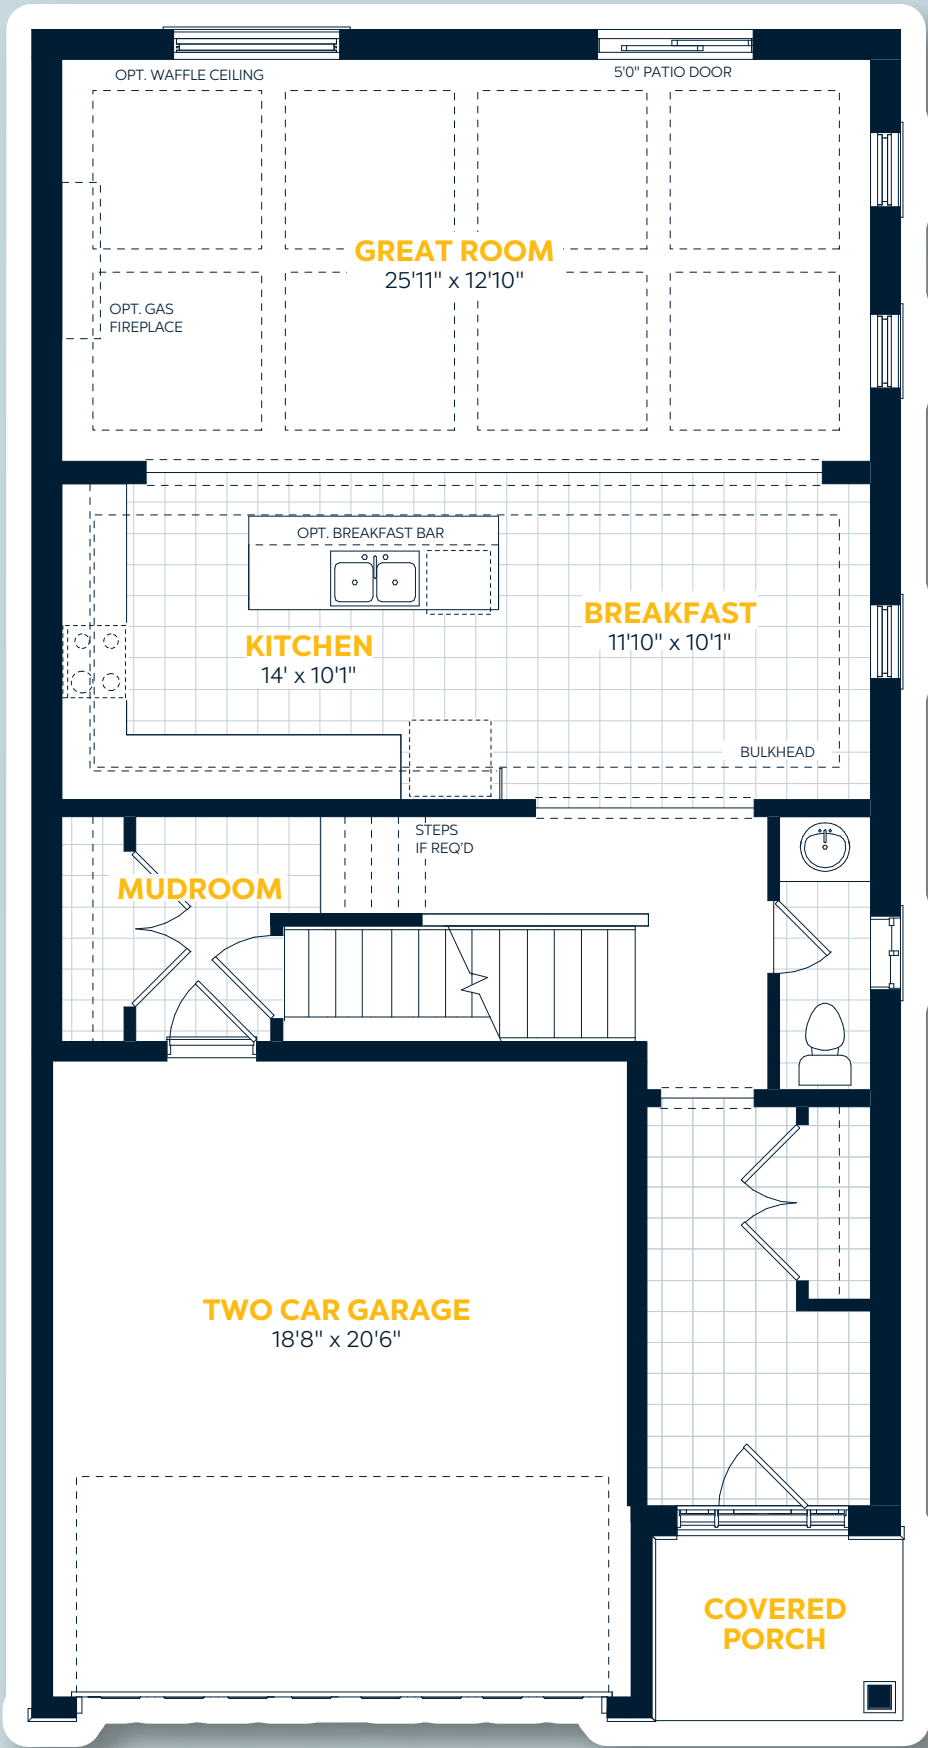 OPT. WAFFLE CEILING
5'0" PATIO DOOR
GREAT ROOM
25'11" x 12'10"
OPT. GAS
FIREPLACE
OPT. BREAKFAST BAR
BREAKFAST
11'10" x 10'1"
KITCHEN
14' x 10'1"
BULKHEAD
STEPS
IF REQ'D
MUDROOM
TWO CAR GARAGE
18'8" x 20'6"
COVERED
PORCH